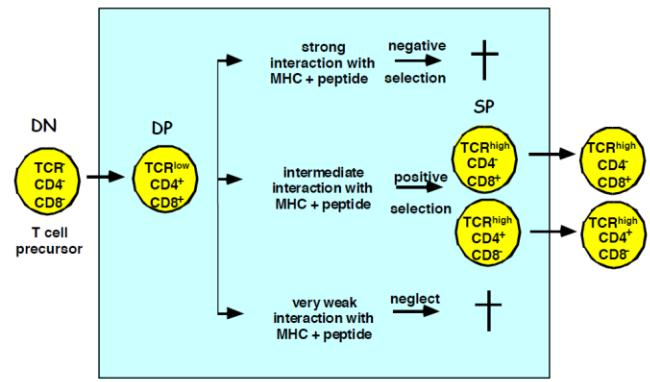 DN
TCR⁻
CD4⁻
CD8⁻
T cell
precursor
DP
TCRˡᵒʷ
CD4⁺
CD8⁺
strong
interaction with
MHC + peptide
negative
selection
intermediate
interaction with
MHC + peptide
positive
selection
very weak
interaction with
MHC + peptide
neglect
SP
TCRʰⁱᵍʰ
CD4⁻
CD8⁺
TCRʰⁱᵍʰ
CD4⁺
CD8⁻
TCRʰⁱᵍʰ
CD4⁻
CD8⁺
TCRʰⁱᵍʰ
CD4⁺
CD8⁻